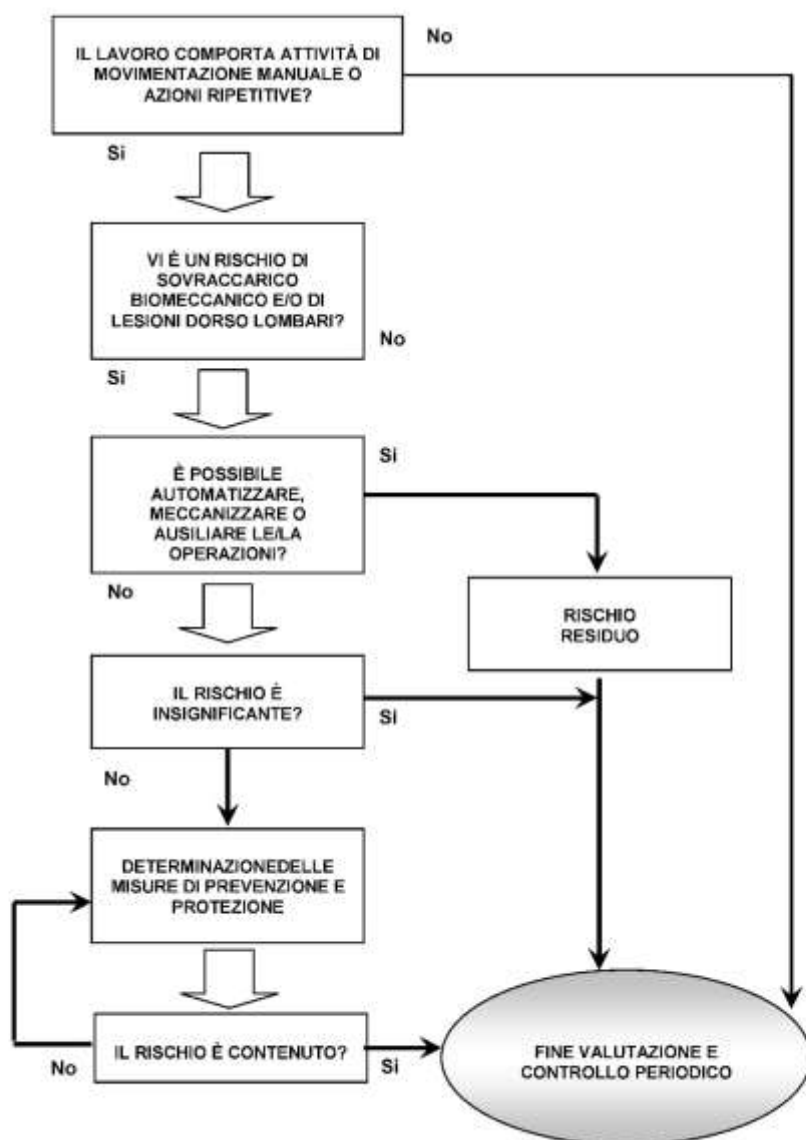 IL LAVORO COMPORTA ATTIVITÀ DI
MOVIMENTAZIONE MANUALE O
AZIONI RIPETITIVE?
No
Si
VI È UN RISCHIO DI
SOVRACCARICO
BIOMECCANICO E/O DI
LESIONI DORSO LOMBARI?
No
Si
È POSSIBILE
AUTOMATIZZARE,
MECCANIZZARE O
AUSILIARE LE/LA
OPERAZIONI?
Si
No
RISCHIO
RESIDUO
IL RISCHIO È
INSIGNIFICANTE?
Si
No
DETERMINAZIONEDELLE
MISURE DI PREVENZIONE E
PROTEZIONE
IL RISCHIO È CONTENUTO?
No
Si
FINE VALUTAZIONE E
CONTROLLO PERIODICO